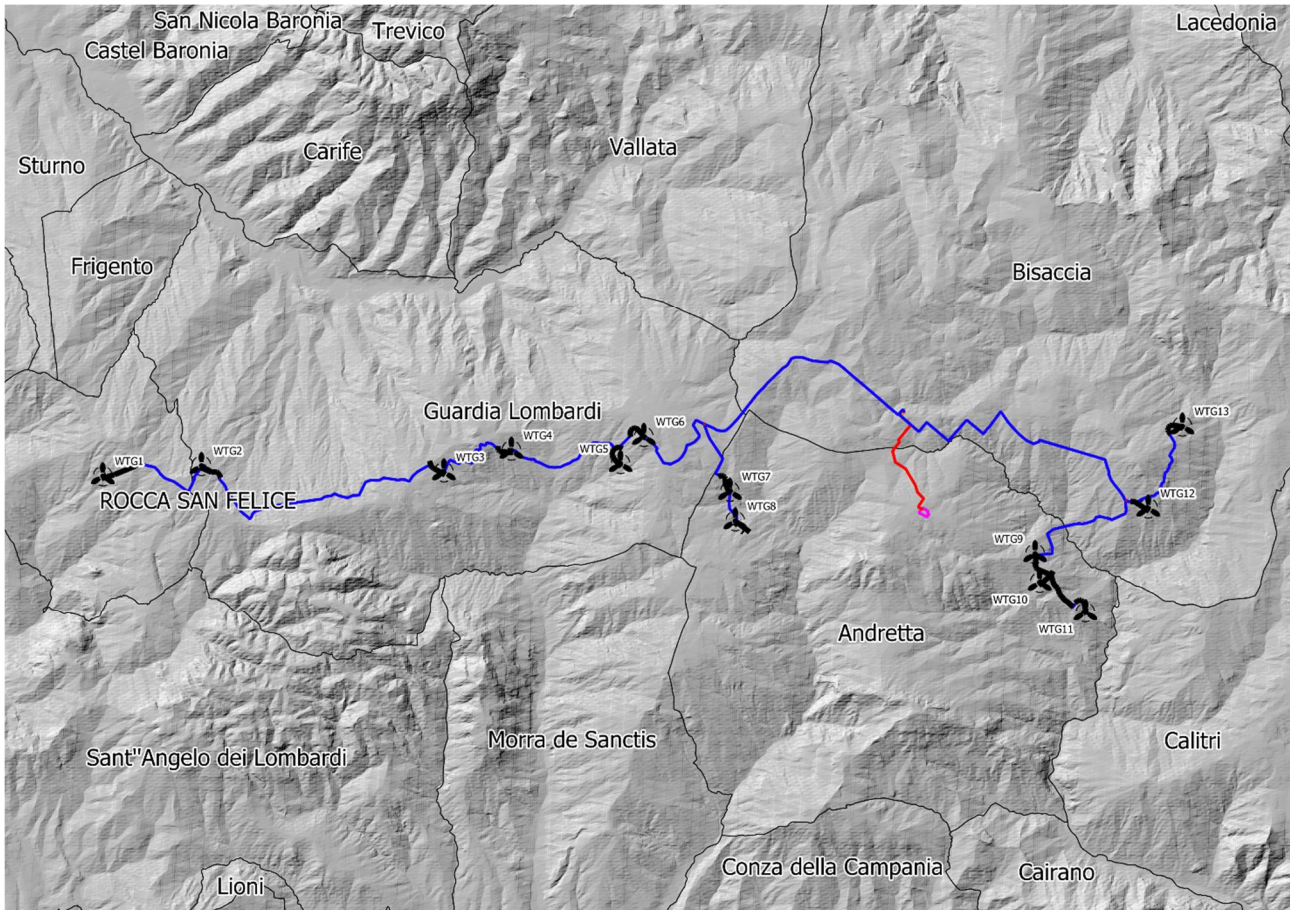 San Nicola Baronia
Trevico
Lacedonia
Castel Baronia
Vallata
Carife
Sturno
Frigento
Bisaccia
Guardia Lombardi
WTG6
WTG13
WTG4
WTG5
WTG1
WTG2
WTG3
WTG7
ROCCA SAN FELICE
WTG12
WTG8
WTG9
WTG10
WTG11
Andretta
Morra de Sanctis
Calitri
Sant"Angelo dei Lombardi
Conza della Campania
Cairano
Lioni